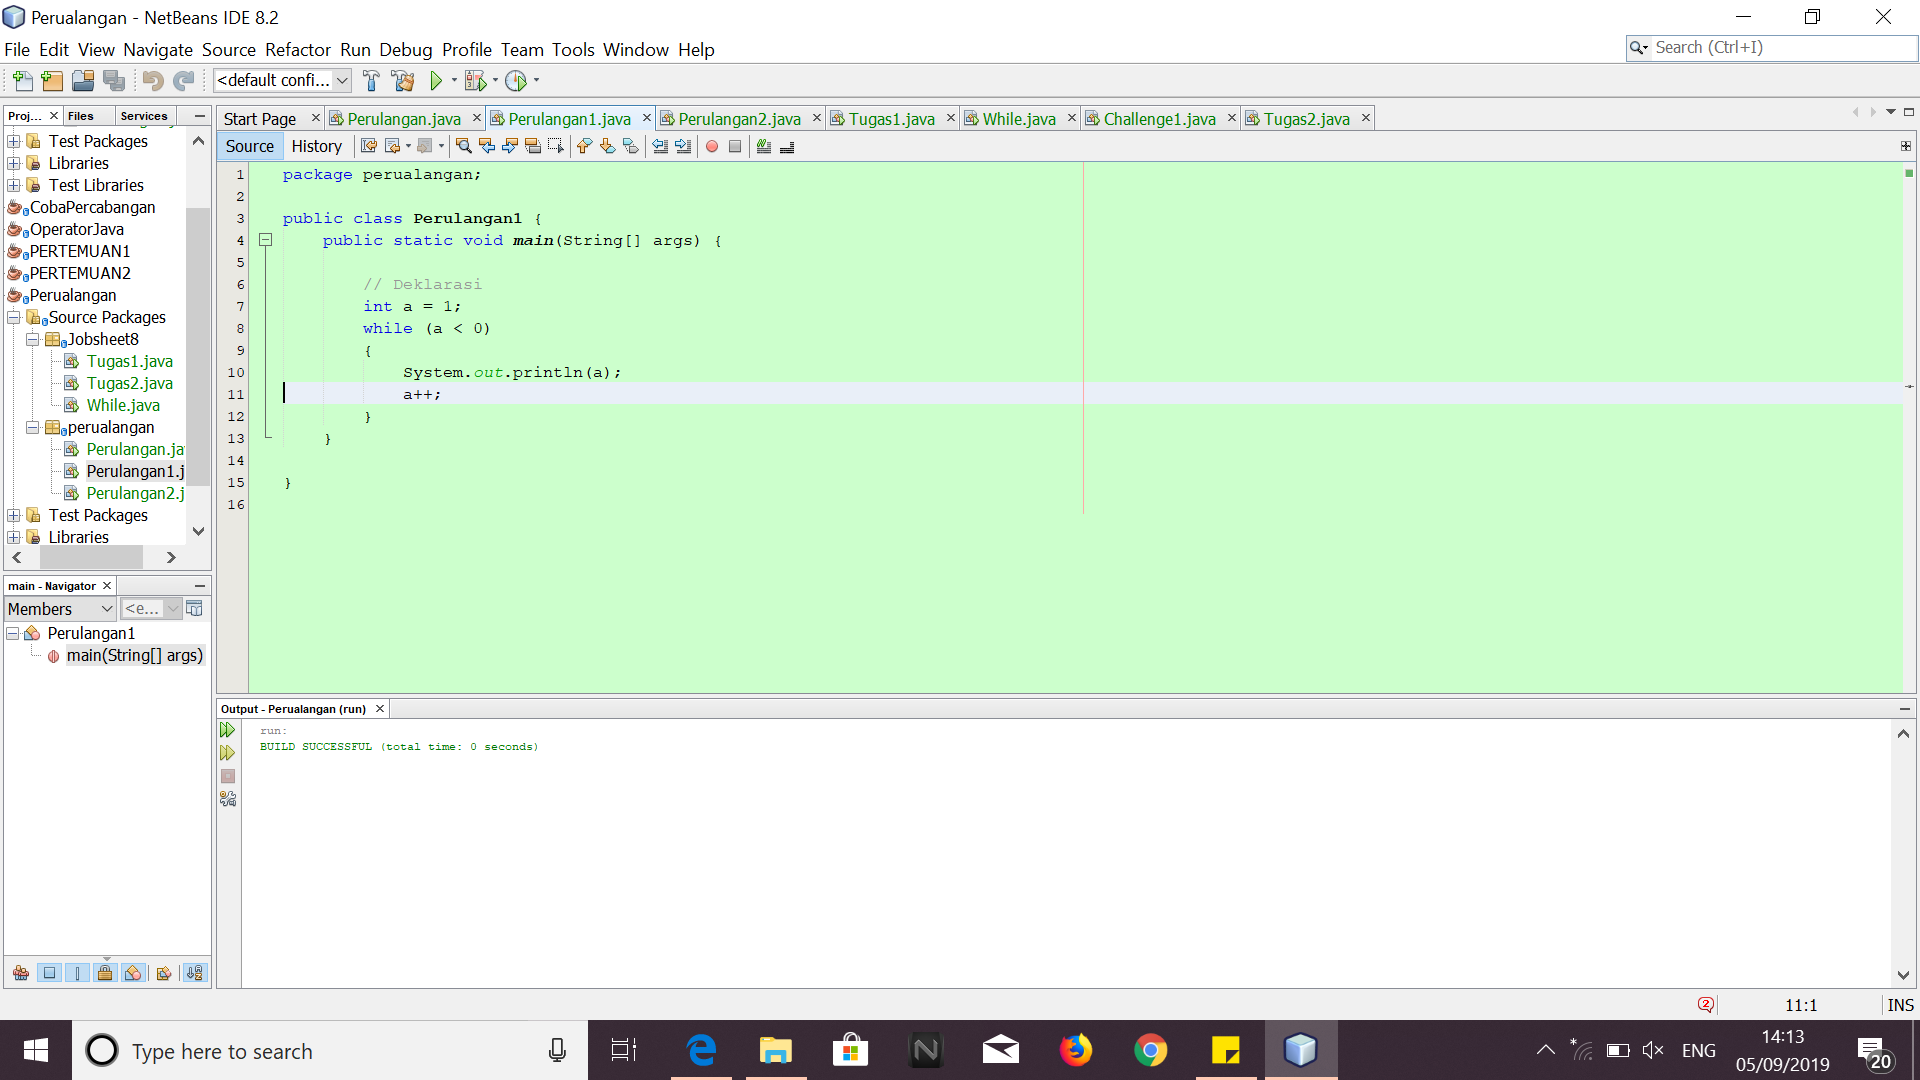 Perualangan - NetBeans IDE 8.2
File Edit View Navigate Source Refactor Run Debug Profile Team Tools Window Help
Search (Ctrl+I)
<default confi...
Proj... Files Services
Test Packages
Libraries
Test Libraries
CobaPercabangan
OperatorJava
PERTEMUAN1
PERTEMUAN2
Perualangan
Source Packages
Jobsheet8
Tugas1.java
Tugas2.java
While.java
perualangan
Perulangan.ja
Perulangan1.j
Perulangan2.j
Test Packages
Libraries
main - Navigator
Members <e...
Perulangan1
main(String[] args)
Start Page Perulangan.java Perulangan1.java Perulangan2.java Tugas1.java While.java Challenge1.java Tugas2.java
Source History
1 package perualangan;
2
3 public class Perulangan1 {
4 public static void main(String[] args) {
5
6 // Deklarasi
7 int a = 1;
8 while (a < 0)
9 {
10 System.out.println(a);
11 a++;
12 }
13 }
14
15 }
16
Output - Perualangan (run)
run:
BUILD SUCCESSFUL (total time: 0 seconds)
2 11:1 INS
Type here to search
ENG
14:13
05/09/2019
20